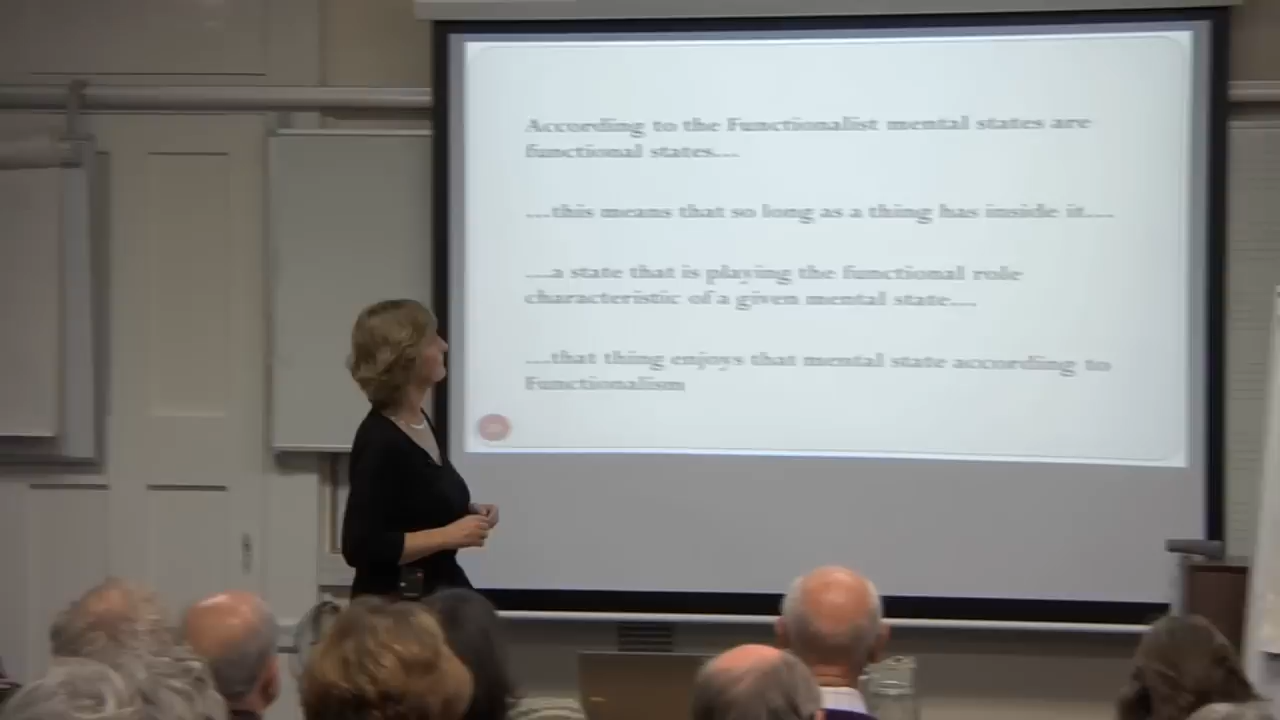 According to the Functionalist mental states are
functional states....
....this means that so long as a thing has inside it....
....a state that is playing the functional role
characteristic of a given mental state....
....that thing enjoys that mental state according to
Functionalism